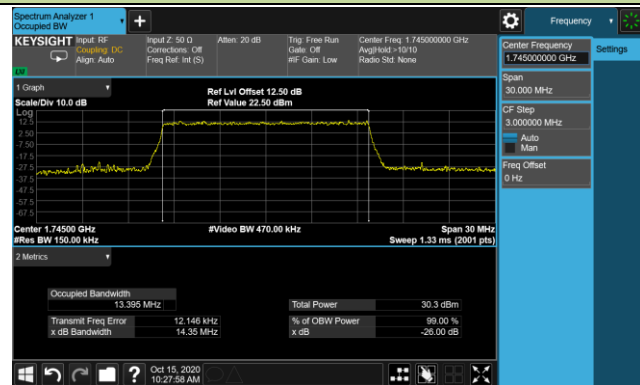 Spectrum Analyzer 1
Occupied BW
Frequency
KEYSIGHT
Input: RF
Coupling: DC
Align: Auto
Input Z: 50 Ω
Corrections: Off
Freq Ref: Int (S)
Atten: 20 dB
Trig: Free Run
Gate: Off
#IF Gain: Low
Center Freq: 1.745000000 GHz
Avg|Hold:>10/10
Radio Std: None
Center Frequency
1.745000000 GHz
Settings
Span
30.000 MHz
CF Step
3.000000 MHz
Auto
Man
Freq Offset
0 Hz
1 Graph
Scale/Div 10.0 dB
Ref Lvl Offset 12.50 dB
Ref Value 22.50 dBm
Log
12.5
2.50
-7.50
-17.5
-27.5
-37.5
-47.5
-57.5
-67.5
Center 1.74500 GHz
#Video BW 470.00 kHz
Span 30 MHz
#Res BW 150.00 kHz
Sweep 1.33 ms (2001 pts)
2 Metrics
Occupied Bandwidth
13.395 MHz
Total Power 30.3 dBm
Transmit Freq Error 12.146 kHz
% of OBW Power 99.00 %
x dB Bandwidth 14.35 MHz
x dB -26.00 dB
?
Oct 15, 2020
10:27:58 AM